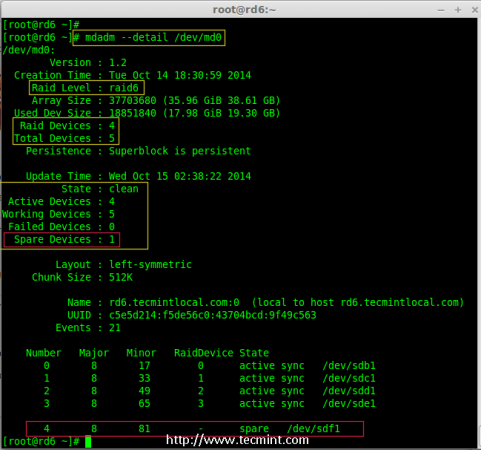 root@rd6:~
[root@rd6 ~]#
[root@rd6 ~]# mdadm --detail /dev/md0
/dev/md0:
Version : 1.2
Creation Time : Tue Oct 14 18:30:59 2014
Raid Level : raid6
Array Size : 37703680 (35.96 GiB 38.61 GB)
Used Dev Size : 18851840 (17.98 GiB 19.30 GB)
Raid Devices : 4
Total Devices : 5
Persistence : Superblock is persistent
Update Time : Wed Oct 15 02:38:22 2014
State : clean
Active Devices : 4
Working Devices : 5
Failed Devices : 0
Spare Devices : 1
Layout : left-symmetric
Chunk Size : 512K
Name : rd6.tecmintlocal.com:0 (local to host rd6.tecmintlocal.com)
UUID : c5e5d214:f5de56c0:43704bcd:9f49c563
Events : 21
Number Major Minor RaidDevice State
0 8 17 0 active sync /dev/sdb1
1 8 33 1 active sync /dev/sdc1
2 8 49 2 active sync /dev/sdd1
3 8 65 3 active sync /dev/sde1
4 8 81 - spare /dev/sdf1
[root@rd6 ~]#
http://www.tecmint.com